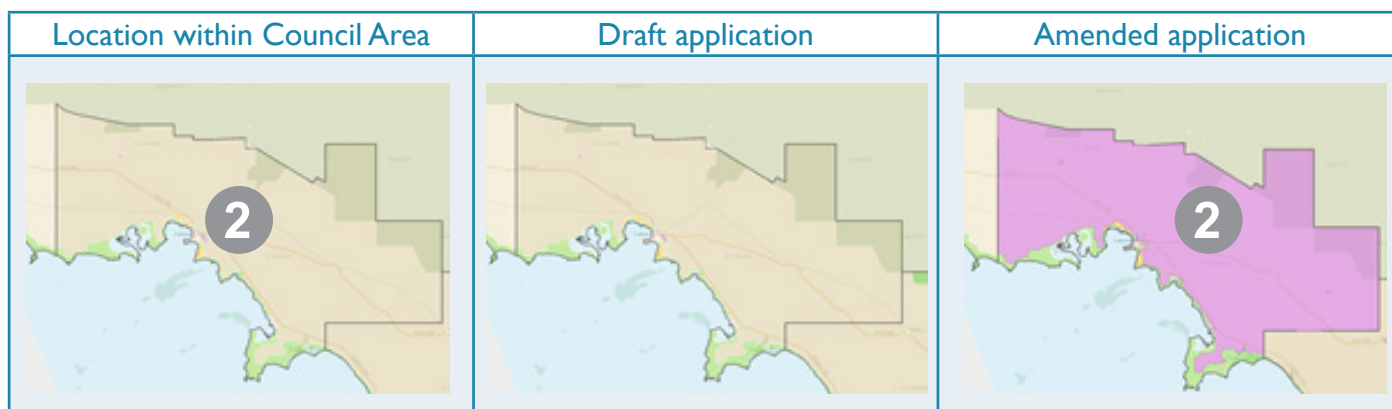 Location within Council Area
Draft application
Amended application
2
2